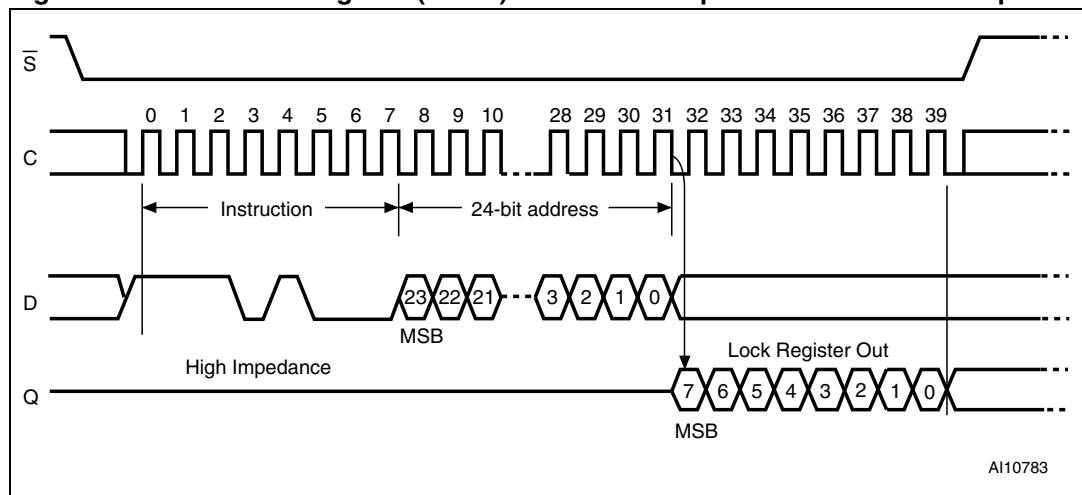 S
0 1 2 3 4 5 6 7 8 9 10 28 29 30 31 32 33 34 35 36 37 38 39
C
Instruction 24-bit address
D
23 22 21 3 2 1 0
MSB
High Impedance Lock Register Out
Q
7 6 5 4 3 2 1 0
MSB
AI10783